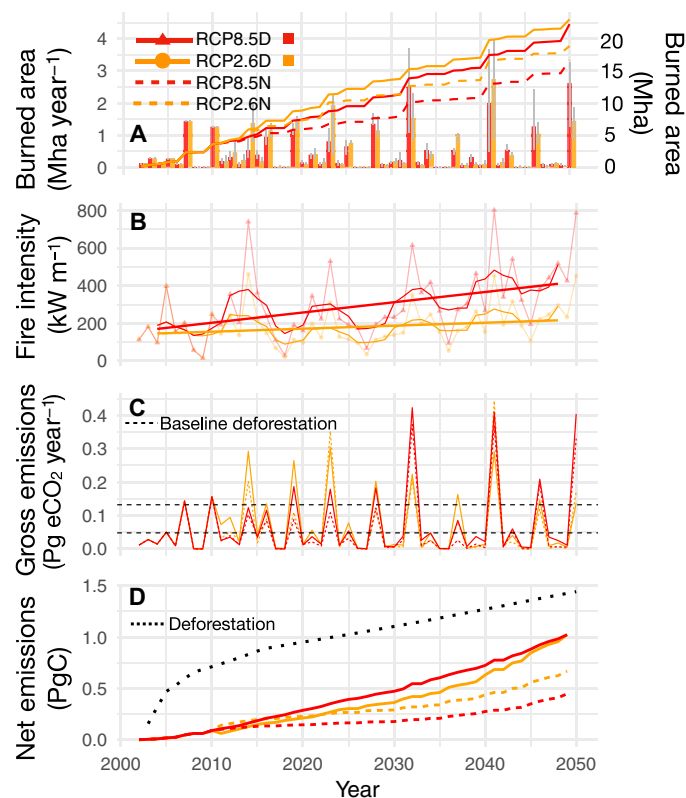 RCP8.5D
RCP2.6D
RCP8.5N
RCP2.6N
A
Burned area
(Mha year−1)
4
3
2
1
0
20
15
10
5
0
Burned area
(Mha)
B
Fire intensity
(kW m−1)
800
600
400
200
0
C
Baseline deforestation
Gross emissions
(Pg eCO2 year−1)
0.4
0.3
0.2
0.1
0.0
D
Deforestation
Net emissions
(PgC)
1.5
1.0
0.5
0.0
2000 2010 2020 2030 2040 2050
Year